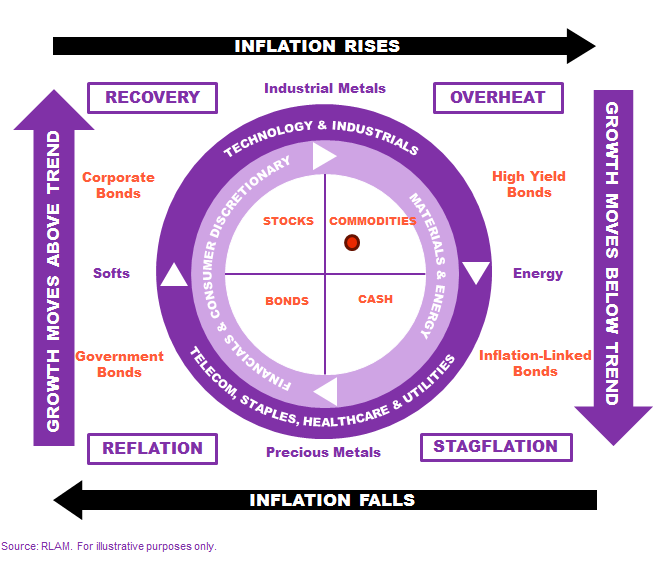 INFLATION RISES
Industrial Metals
RECOVERY
OVERHEAT
GROWTH MOVES ABOVE TREND
GROWTH MOVES BELOW TREND
TECHNOLOGY & INDUSTRIALS
FINANCIALS & CONSUMER DISCRETIONARY
MATERIALS & ENERGY
Corporate
Bonds
High Yield
Bonds
STOCKS
COMMODITIES
Softs
Energy
BONDS
CASH
Government
Bonds
Inflation-Linked
Bonds
TELECOM, STAPLES, HEALTHCARE & UTILITIES
REFLATION
STAGFLATION
Precious Metals
INFLATION FALLS
Source: RLAM. For illustrative purposes only.